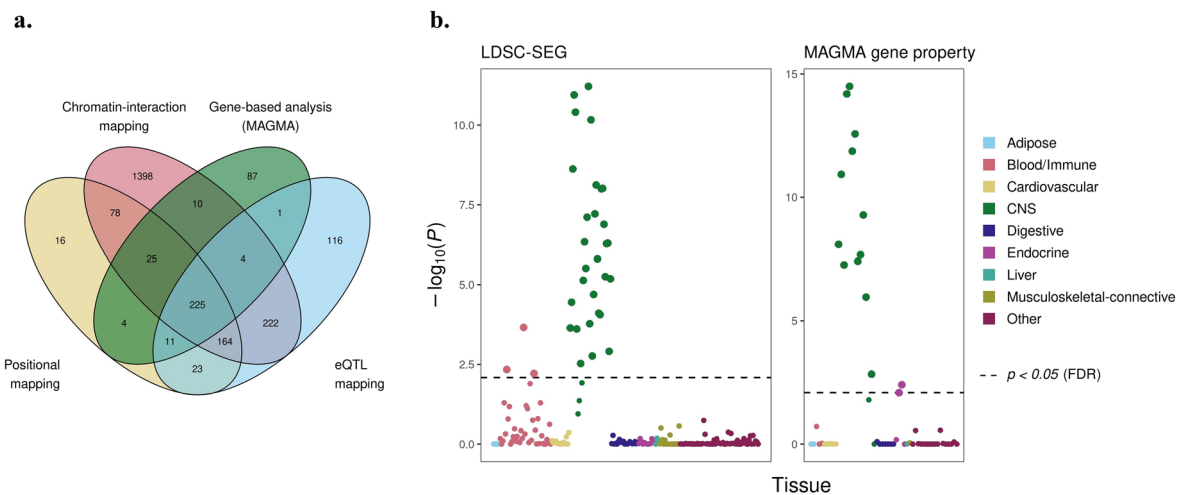 a.
b.
Chromatin-interaction
mapping
Gene-based analysis
(MAGMA)
1398
87
78
10
1
16
116
25
4
225
4
222
11
164
23
Positional
mapping
eQTL
mapping
LDSC-SEG
MAGMA gene property
− log10(P)
10.0
7.5
5.0
2.5
0.0
15
10
5
0
Tissue
Adipose
Blood/Immune
Cardiovascular
CNS
Digestive
Endocrine
Liver
Musculoskeletal-connective
Other
p < 0.05 (FDR)